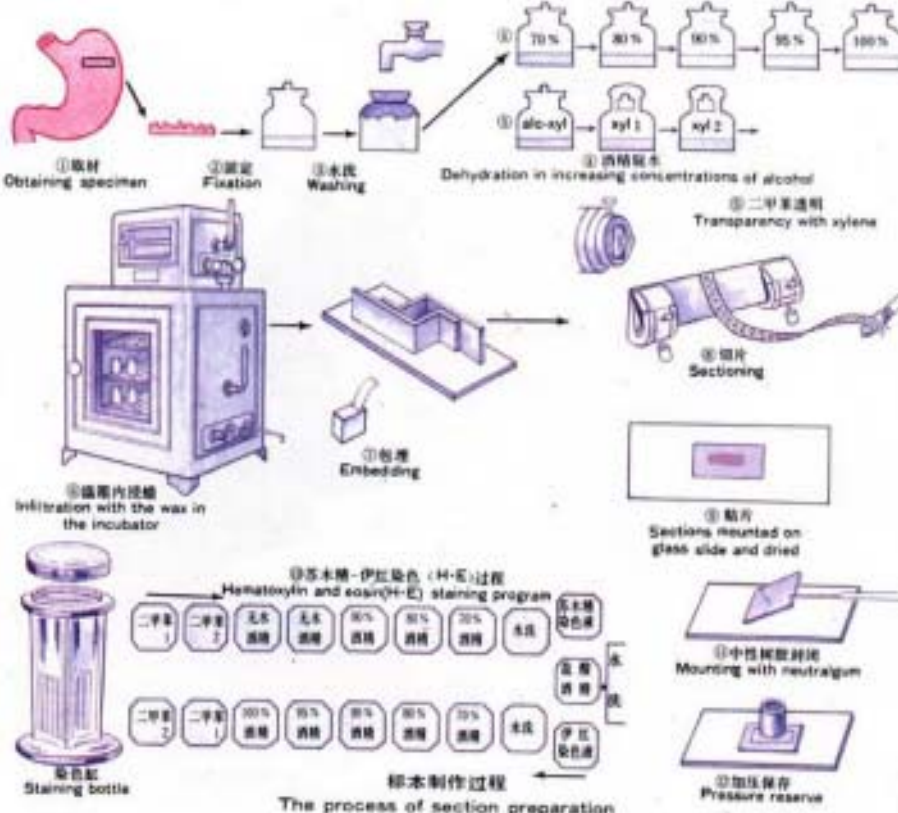 ④
70%
80%
90%
95%
100%
⑤
alc-xyl
xyl 1
xyl 2
①取材
Obtaining specimen
②固定
Fixation
③水洗
Washing
④酒精脱水
Dehydration in increasing concentrations of alcohol
⑤二甲苯透明
Transparency with xylene
⑧切片
Sectioning
⑦包埋
Embedding
⑥温箱内浸蜡
Infiltration with the wax in
the incubator
⑨贴片
Sections mounted on
glass slide and dried
⑩苏木精-伊红染色(H·E)过程
Hematoxylin and eosin(H·E) staining program
二甲苯
1
二甲苯
2
无水
酒精
无水
酒精
90%
酒精
80%
酒精
70%
酒精
水洗
苏木精
染色液
盐酸
酒精
水
洗
二甲苯
2
二甲苯
1
100%
酒精
95%
酒精
90%
酒精
80%
酒精
70%
酒精
水洗
伊红
染色液
⑪中性树胶封闭
Mounting with neutralgum
染色缸
Staining bottle
标本制作过程
The process of section preparation
⑫加压保存
Pressure reserve